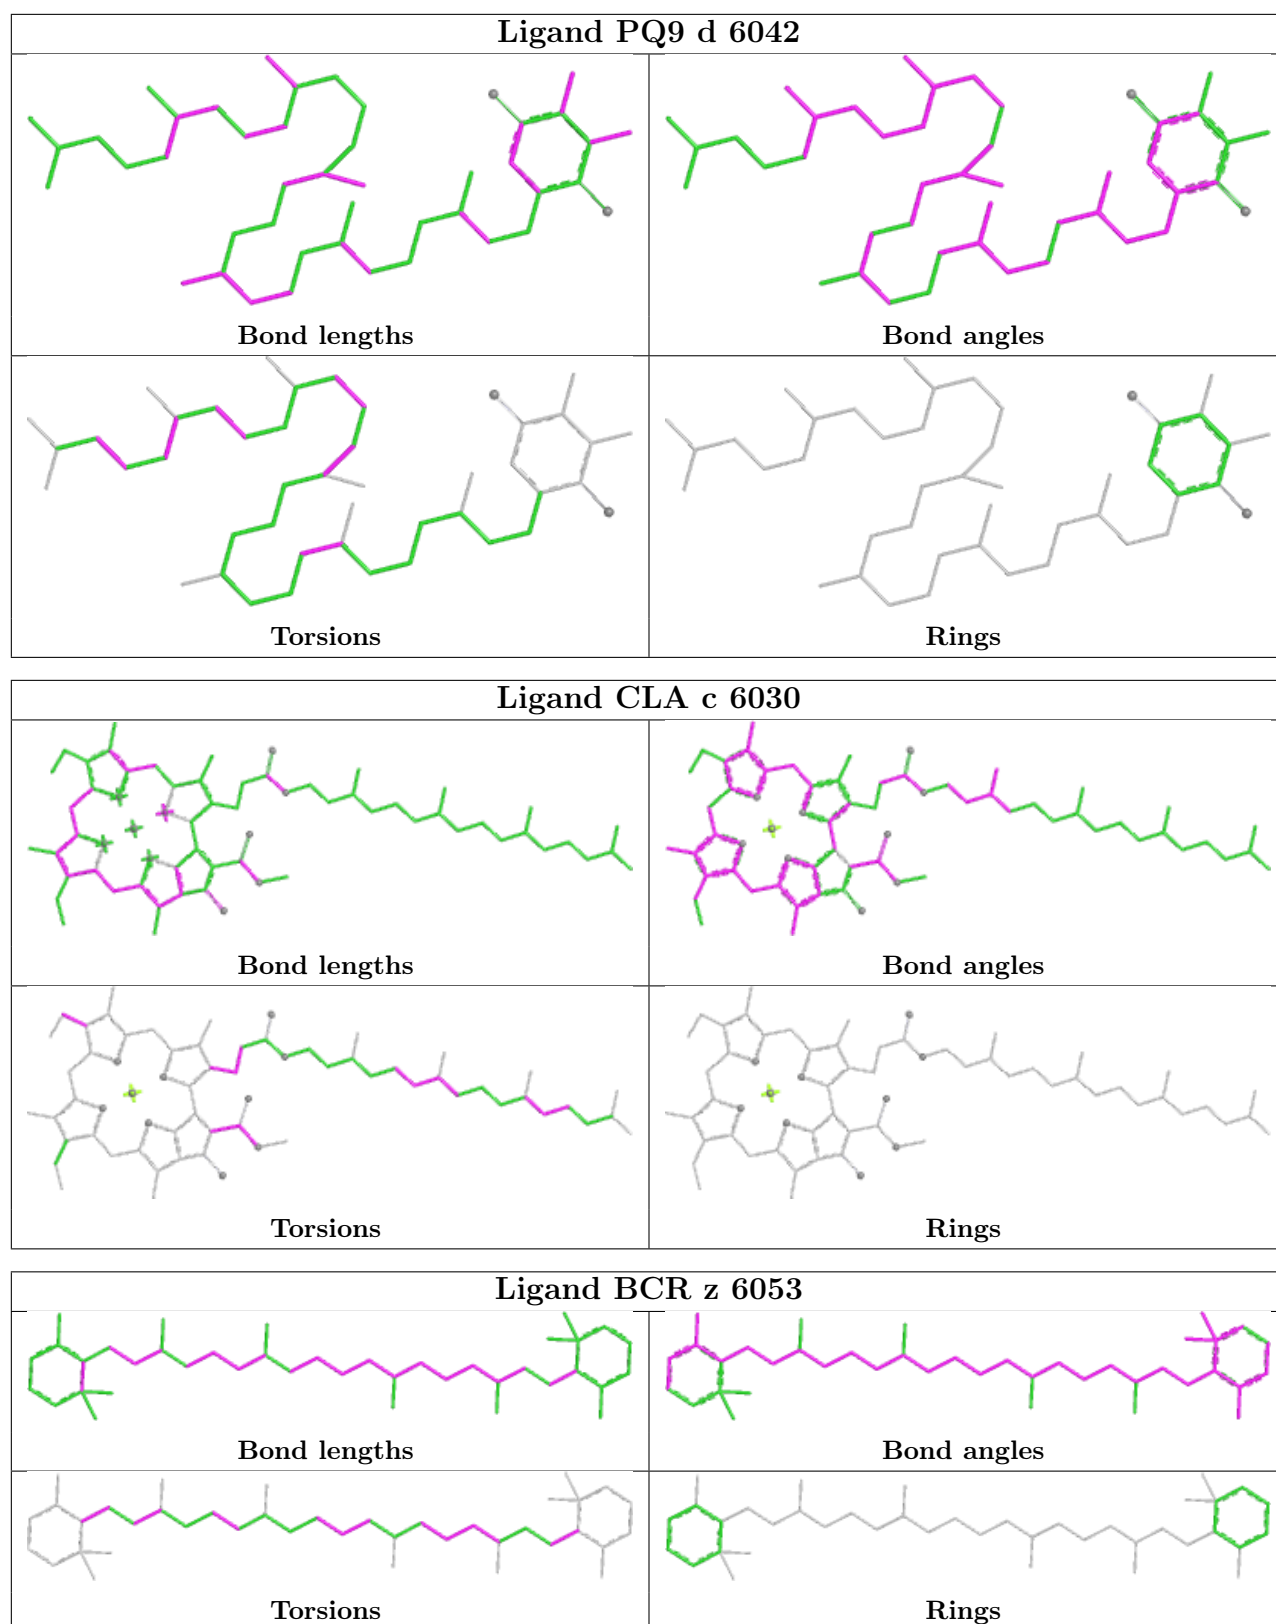 Ligand PQ9 d 6042
Bond lengths
Bond angles
Torsions
Rings
Ligand CLA c 6030
Bond lengths
Bond angles
Torsions
Rings
Ligand BCR z 6053
Bond lengths
Bond angles
Torsions
Rings